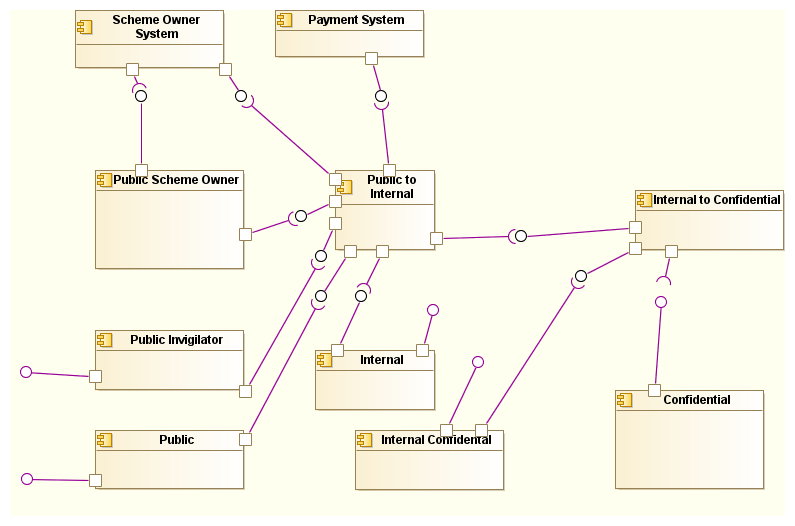 Scheme Owner
System
Payment System
Public Scheme Owner
Public to
Internal
Internal to Confidential
Public Invigilator
Internal
Confidential
Public
Internal Confidental